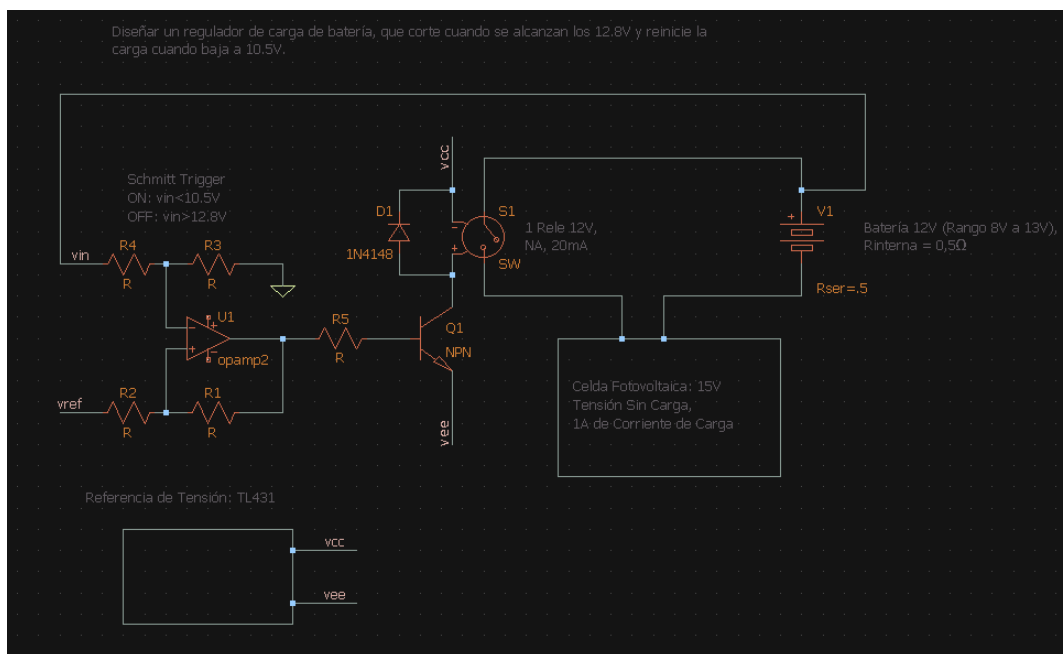 Diseñar un regulador de carga de batería, que corte cuando se alcanzan los 12.8V y reinicie la
carga cuando baja a 10.5V.
vcc
Schmitt Trigger
ON: vin<10.5V
OFF: vin>12.8V
D1
1N4148
S1
SW
1 Rele 12V,
NA, 20mA
V1
Batería 12V (Rango 8V a 13V),
Rinterna = 0,5Ω
Rser=.5
vin
R4
R
R3
R
U1
opamp2
R5
R
Q1
NPN
vref
R2
R
R1
R
vee
Celda Fotovoltaica: 15V
Tensión Sin Carga,
1A de Corriente de Carga
Referencia de Tensión: TL431
vcc
vee